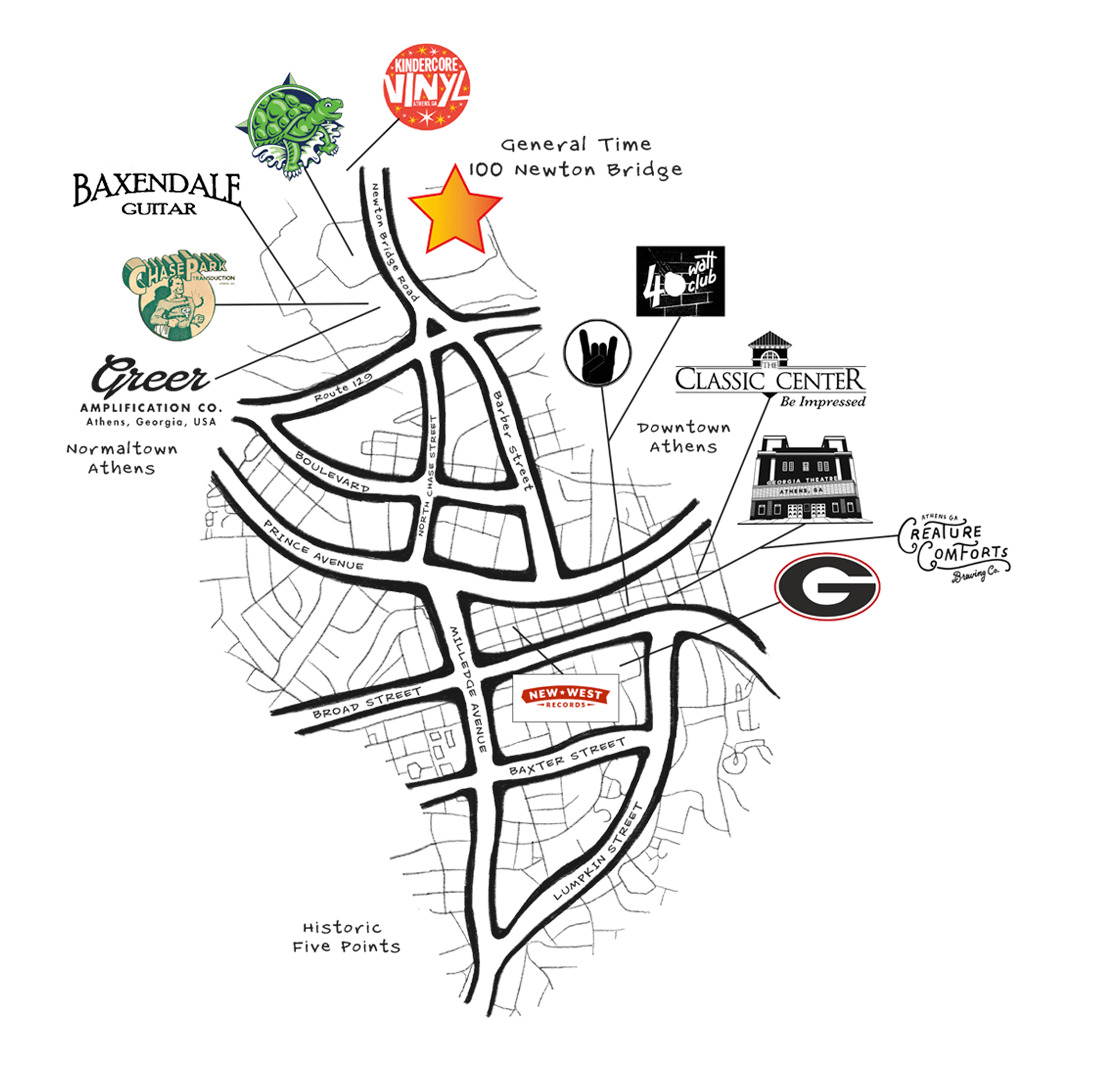 KINDERCORE
VINYL
ATHENS, GA
General Time
100 Newton Bridge
BAXENDALE
GUITAR
Newton Bridge Road
CHASE PARK
TRANSDUCTION
40 watt
club
Greer
AMPLIFICATION CO.
Athens, Georgia, USA
THE
CLASSIC CENTER
Be Impressed
Route 129
Normaltown
Athens
Downtown
Athens
Barber Street
NORTH CHASE STREET
BOULEVARD
GEORGIA THEATRE
ATHENS, GA
ATHENS GA
CREATURE
COMFORTS
Brewing Co.
PRINCE AVENUE
G
MILLEDGE AVENUE
NEW WEST
RECORDS
BROAD STREET
BAXTER STREET
LUMPKIN STREET
Historic
Five Points